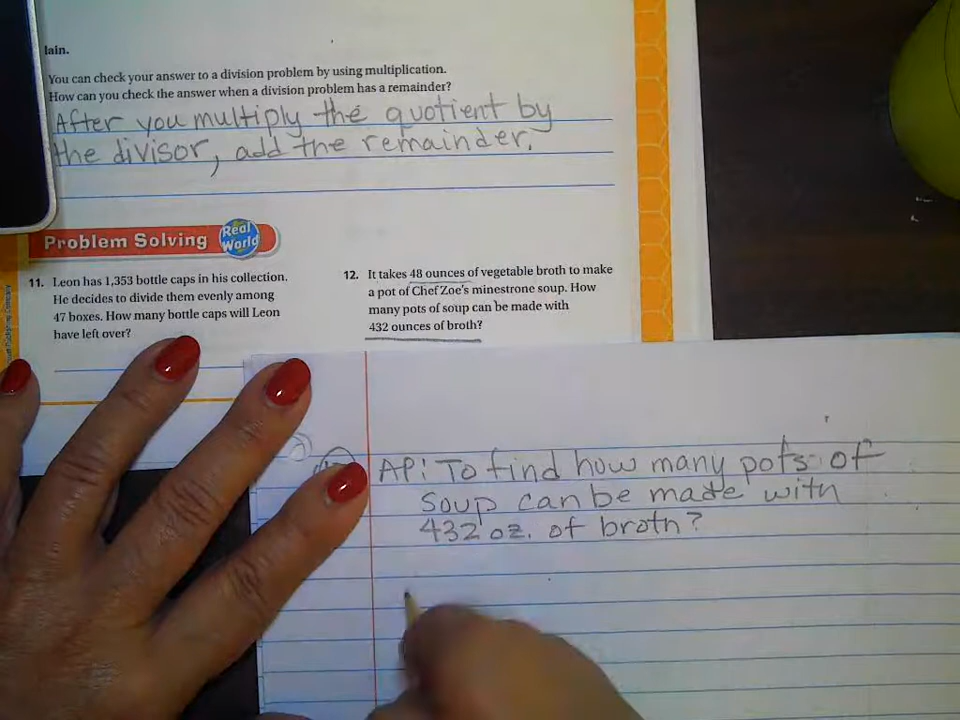 lain.
You can check your answer to a division problem by using multiplication.
How can you check the answer when a division problem has a remainder?
After you multiply the quotient by
the divisor, add the remainder.
Problem Solving Real World
11. Leon has 1,353 bottle caps in his collection.
He decides to divide them evenly among
47 boxes. How many bottle caps will Leon
have left over?
12. It takes 48 ounces of vegetable broth to make
a pot of Chef Zoe's minestrone soup. How
many pots of soup can be made with
432 ounces of broth?
AP: To find how many pots of
soup can be made with
432 oz. of broth?